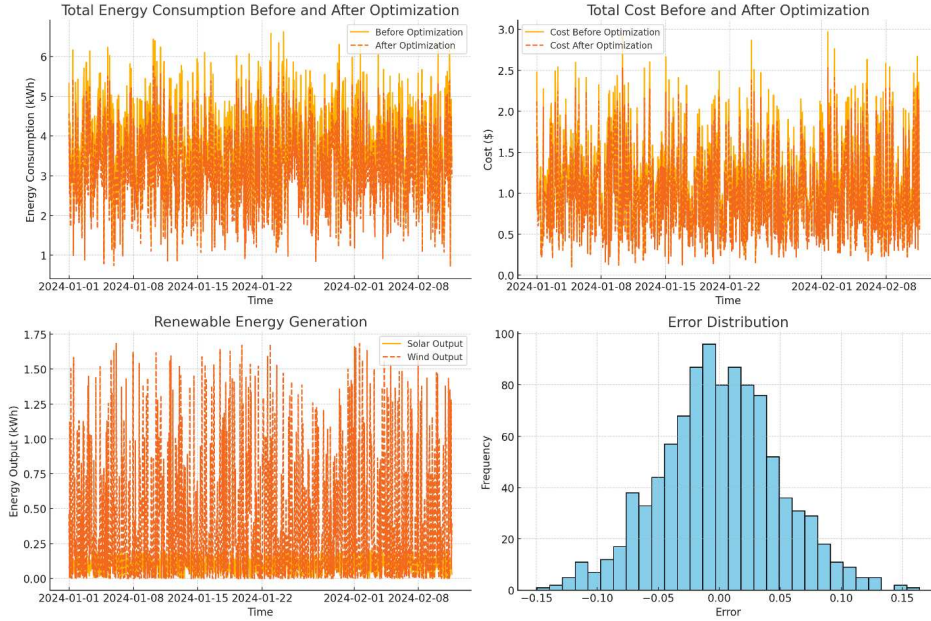 Total Energy Consumption Before and After Optimization
Energy Consumption (kWh)
6
5
4
3
2
1
Before Optimization
After Optimization
2024-01-01 2024-01-08 2024-01-15 2024-01-22 2024-02-01 2024-02-08
Time
Total Cost Before and After Optimization
Cost ($)
3.0
2.5
2.0
1.5
1.0
0.5
0.0
Cost Before Optimization
Cost After Optimization
2024-01-01 2024-01-08 2024-01-15 2024-01-22 2024-02-01 2024-02-08
Time
Renewable Energy Generation
Energy Output (kWh)
1.75
1.50
1.25
1.00
0.75
0.50
0.25
0.00
Solar Output
Wind Output
2024-01-01 2024-01-08 2024-01-15 2024-01-22 2024-02-01 2024-02-08
Time
Error Distribution
Frequency
100
80
60
40
20
0
−0.15 −0.10 −0.05 0.00 0.05 0.10 0.15
Error